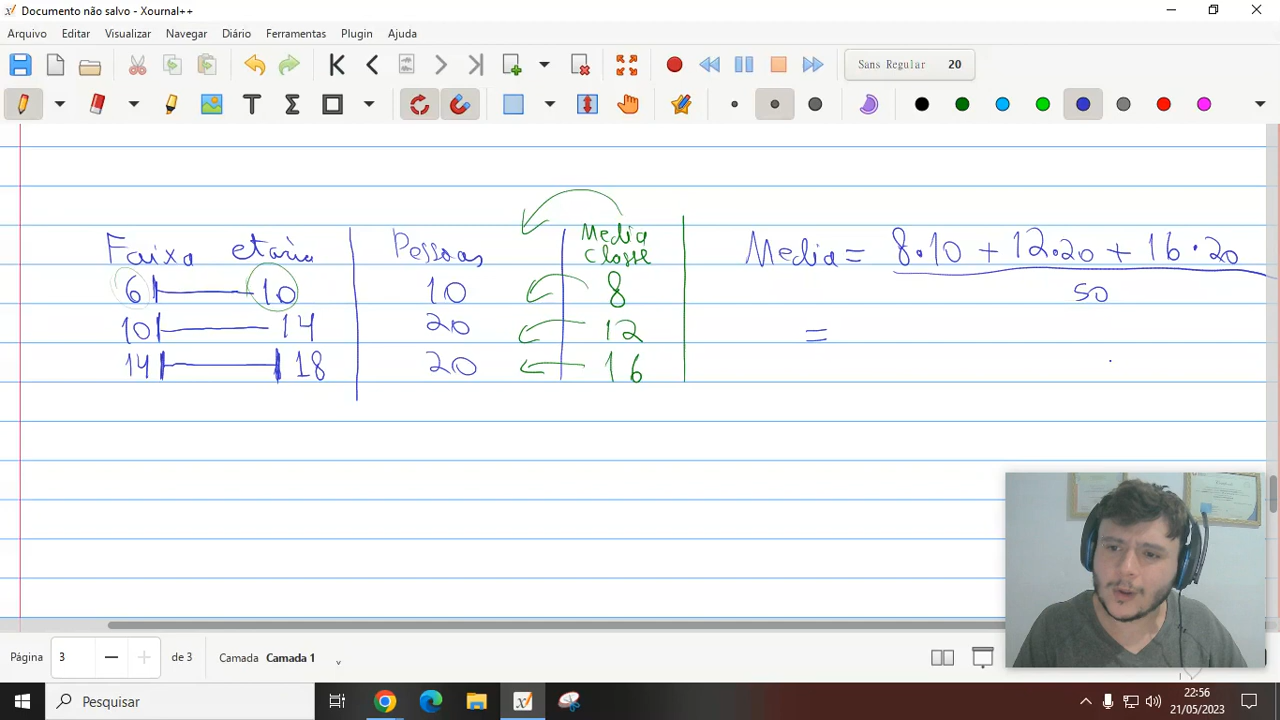 Documento não salvo - Xournal++
Arquivo Editar Visualizar Navegar Diário Ferramentas Plugin Ajuda
Sans Regular 20
Faixa etaria Pessoas Media classe
6 10 10 8
10 14 20 12
14 18 20 16
Media = 8·10 + 12·20 + 16·20
50
=
Página 3 de 3 Camada Camada 1
Pesquisar
22:56
21/05/2023